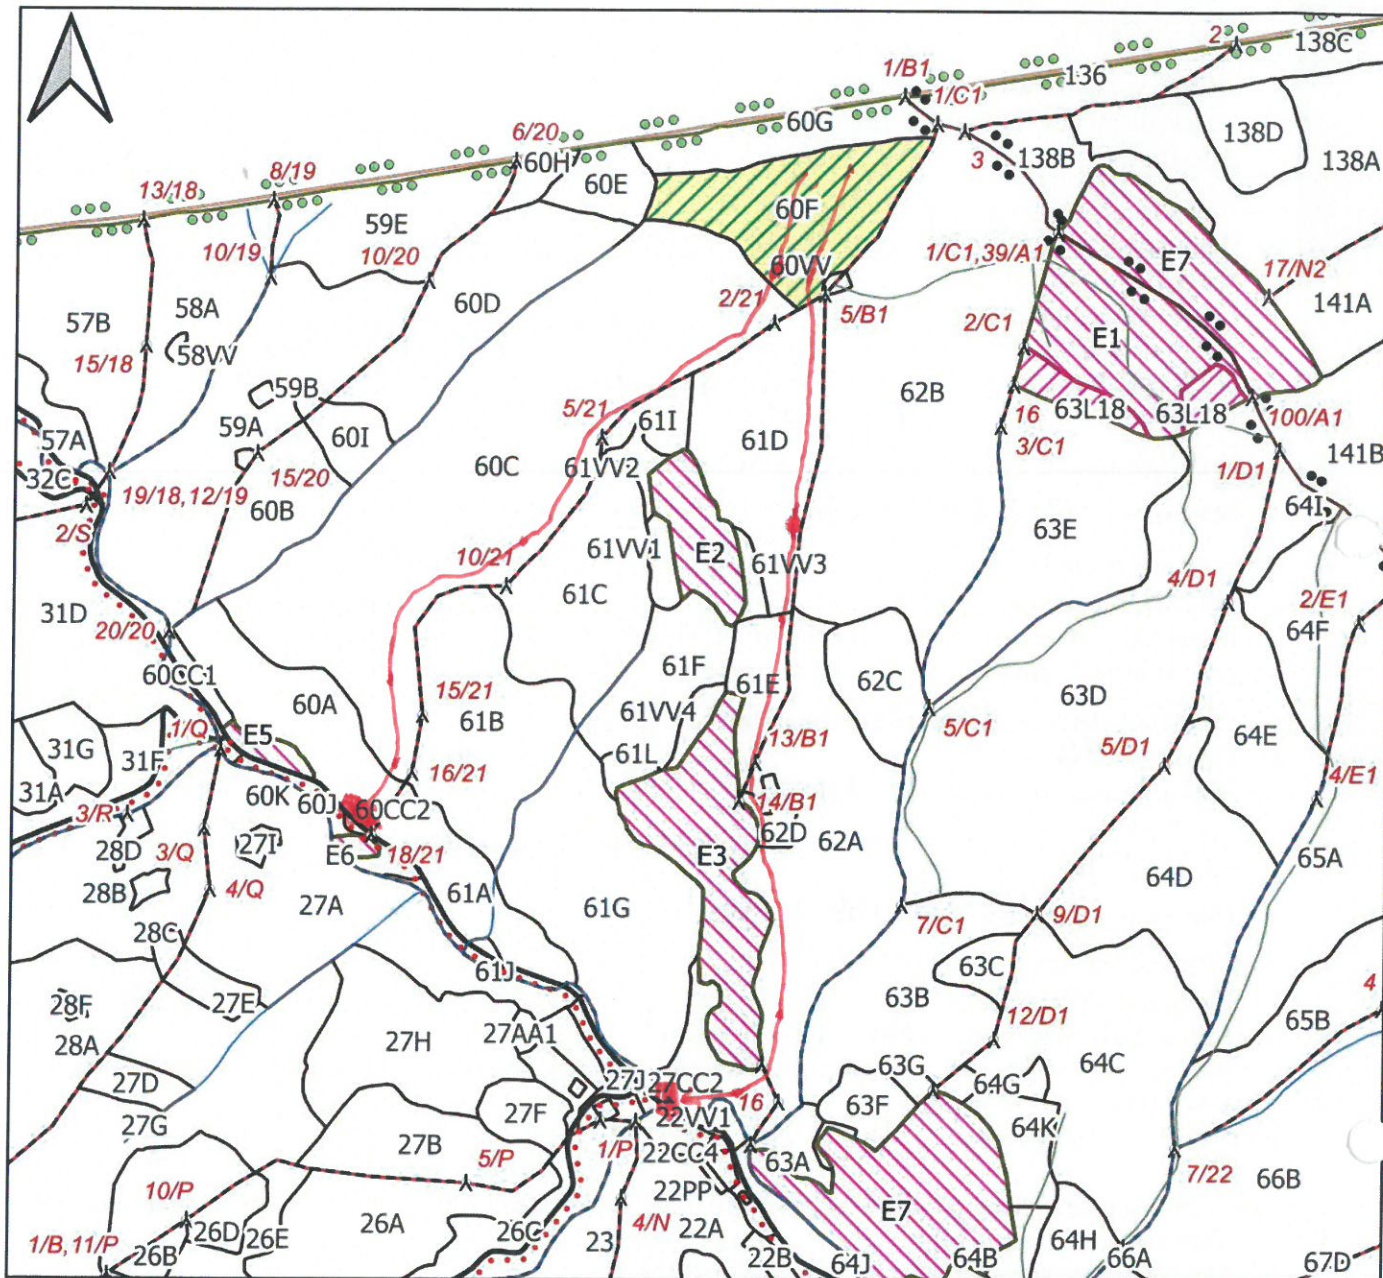 2
138C
1/B1
136
1/C1
60G
6/20
138D
60H
3
138B
138A
60E
8/19
13/18
60F
59E
10/19
10/20
60VV
1/C1,39/A1
E7
17/N2
58A
60D
2/21
5/B1
141A
57B
58VV
2/C1
E1
15/18
59B
62B
5/21
61I
16
63L18
63L18
100/A1
57A
59A
60I
61D
3/C1
60C
61VV2
141B
32C
15/20
1/D1
19/18,12/19
60B
64I
2/S
63E
61VV1
E2
10/21
61VV3
4/D1
31D
61C
2/E1
20/20
64F
60CC1
61F
62C
61E
63D
60A
15/21
61B
61VV4
1/Q
E5
5/C1
64E
31G
31F
61L
13/B1
5/D1
16/21
4/E1
31A
60K
60J
60CC2
14/B1
3/R
62D
62A
28D
27I
E6
18/21
E3
3/Q
65A
28B
4/Q
27A
61A
61G
64D
7/C1
9/D1
28C
61J
63C
4
28F
27E
63B
12/D1
65B
28A
27H
27AA1
64C
27D
27J
27CC2
63G
64G
27F
16
63F
27G
22VV1
64K
27B
1/P
22CC4
63A
5/P
7/22
22PP
66B
10/P
E7
26D
26A
26C
4/N
22A
1/B,11/P
26B
26E
23
22B
64J
64B
64H
66A
67D